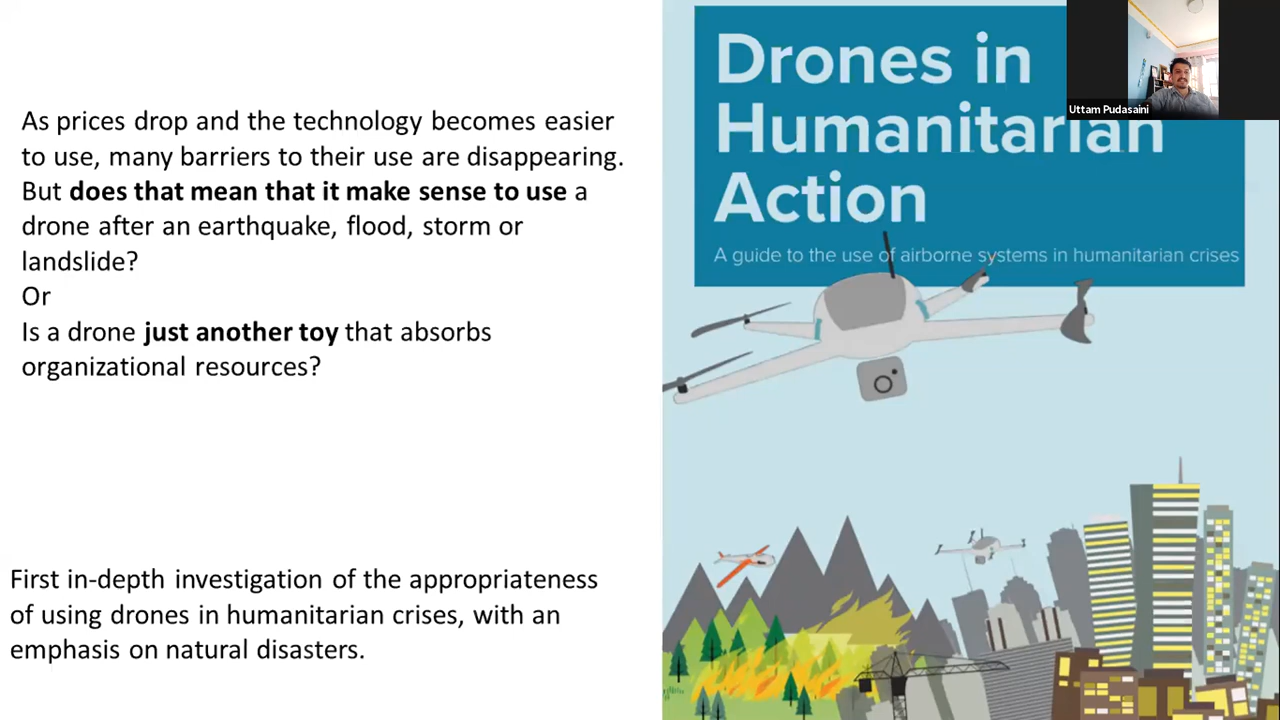 As prices drop and the technology becomes easier
to use, many barriers to their use are disappearing.
But does that mean that it make sense to use a
drone after an earthquake, flood, storm or
landslide?
Or
Is a drone just another toy that absorbs
organizational resources?
First in-depth investigation of the appropriateness
of using drones in humanitarian crises, with an
emphasis on natural disasters.
Drones in
Humanitarian
Action
A guide to the use of airborne systems in humanitarian crises
Uttam Pudasaini